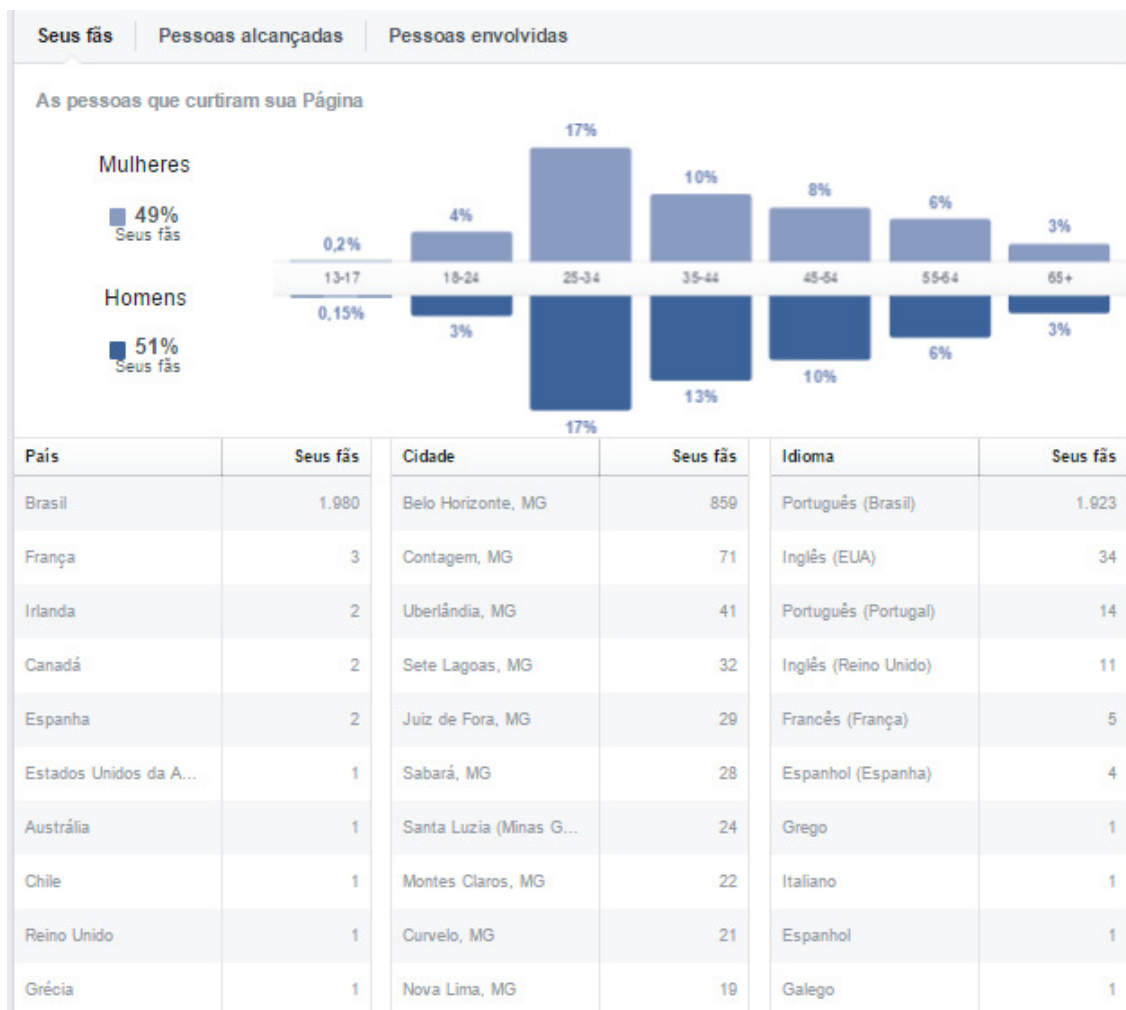 Seus fãs Pessoas alcançadas Pessoas envolvidas
As pessoas que curtiram sua Página
Mulheres
49%
Seus fãs
Homens
51%
Seus fãs
0,2% 4% 17% 10% 8% 6% 3%
13-17 18-24 25-34 35-44 45-54 55-64 65+
0,15% 3% 17% 13% 10% 6% 3%
País Seus fãs Cidade Seus fãs Idioma Seus fãs
Brasil 1.980 Belo Horizonte, MG 859 Português (Brasil) 1.923
França 3 Contagem, MG 71 Inglês (EUA) 34
Irlanda 2 Uberlândia, MG 41 Português (Portugal) 14
Canadá 2 Sete Lagoas, MG 32 Inglês (Reino Unido) 11
Espanha 2 Juiz de Fora, MG 29 Francês (França) 5
Estados Unidos da A... 1 Sabará, MG 28 Espanhol (Espanha) 4
Austrália 1 Santa Luzia (Minas G... 24 Grego 1
Chile 1 Montes Claros, MG 22 Italiano 1
Reino Unido 1 Curvelo, MG 21 Espanhol 1
Grécia 1 Nova Lima, MG 19 Galego 1